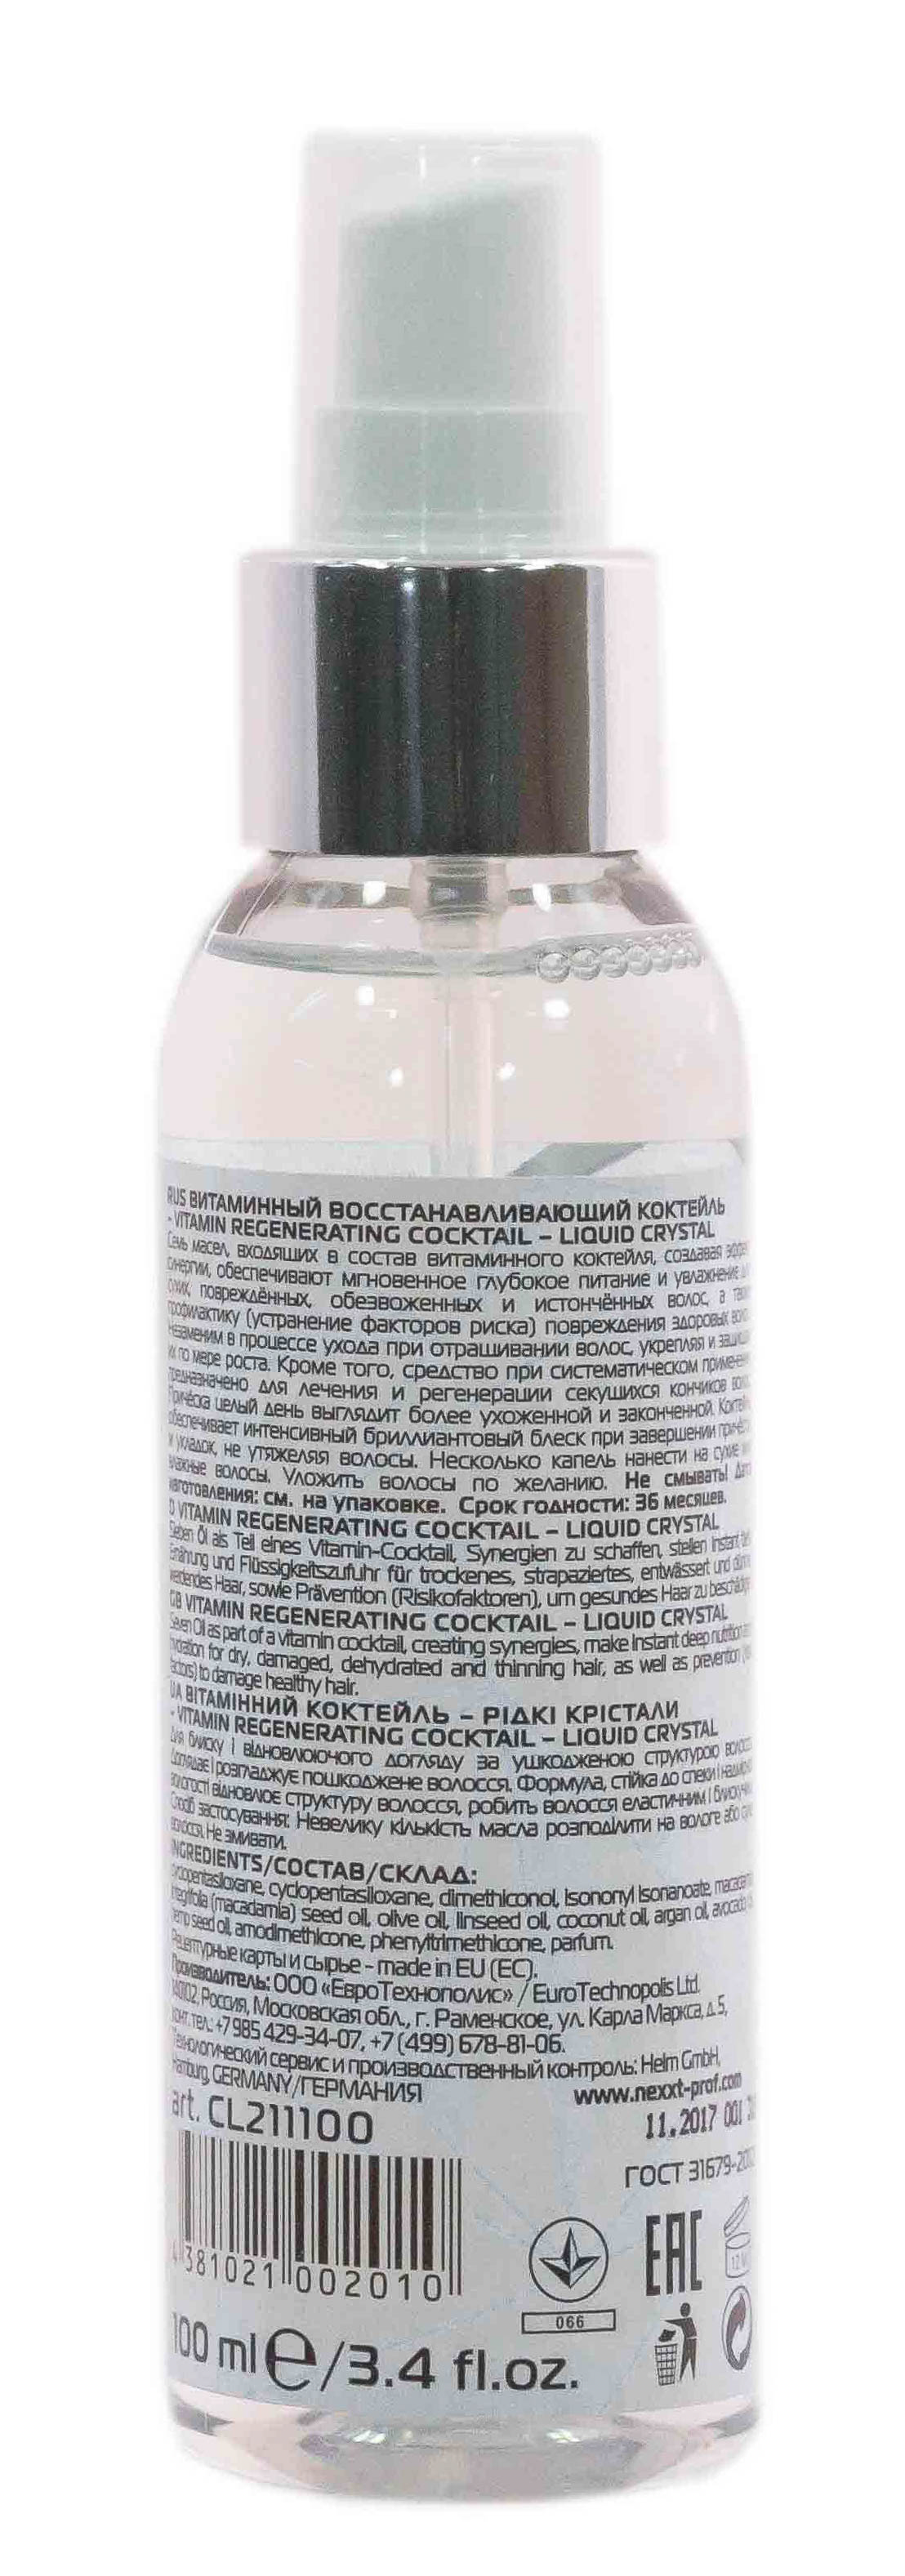 RUS ВИТАМИННЫЙ ВОССТАНАВЛИВАЮЩИЙ КОКТЕЙЛЬ
- VITAMIN REGENERATING COCKTAIL – LIQUID CRYSTAL
Семь масел, входящих в состав витаминного коктейля, создавая
синергии, обеспечивают мгновенное глубокое питание и увлажнение
сухих, повреждённых, обезвоженных и истончённых волос, а
профилактику (устранение факторов риска) повреждения здоровых
Незаменим в процессе ухода при отращивании волос, укрепляя и
их по мере роста. Кроме того, средство при систематическом
предназначено для лечения и регенерации секущихся кончиков
Причёска целый день выглядит более ухоженной и законченной.
обеспечивает интенсивный бриллиантовый блеск при завершении
и укладок, не утяжеляя волосы. Несколько капель нанести на сухие
влажные волосы. Уложить волосы по желанию. Не смывать!
изготовления: см. на упаковке. Срок годности: 36 месяцев.
D VITAMIN REGENERATING COCKTAIL – LIQUID CRYSTAL
Sieben Öl als Teil eines Vitamin-Cocktail, Synergien zu schaffen, stellen Instant
Ernährung und Flüssigkeitszufuhr für trockenes, strapaziertes, entwässert und
werdendes Haar, sowie Prävention (Risikofaktoren), um gesundes Haar zu
GB VITAMIN REGENERATING COCKTAIL – LIQUID CRYSTAL
Seven Oil as part of a vitamin cocktail, creating synergies, make Instant deep nutrition
hydration for dry, damaged, dehydrated and thinning hair, as well as prevention
factors) to damage healthy hair.
UA ВІТАМІННИЙ КОКТЕЙЛЬ – РІДКІ КРІСТАЛИ
- VITAMIN REGENERATING COCKTAIL – LIQUID CRYSTAL
Для блиску і відновлюючого догляду за ушкодженою структурою
Доглядає і розгладжує пошкоджене волосся. Формула, стійка до спеки і
вологості відновлює структуру волосся, робить волосся еластичним і
Спосіб застосування: Невелику кількість масла розподілити на вологе або
волосся. Не змивати.
INGREDIENTS/СОСТАВ/СКЛАД:
cyclopentasiloxane, cyclopentasiloxane, dimethiconol, Isononyl Isonanoate,
integrifolia (macadamia) seed oil, olive oil, linseed oil, coconut oil, argan oil, avocado
hemp seed oil, amodimethicone, phenyltrimethicone, parfum.
Рецептурные карты и сырье – made in EU (EC).
Производитель: ООО «ЕвроТехнополис» / EuroTechnopolis Ltd.
140102, Россия, Московская обл., г. Раменское, ул. Карла Маркса, д. 5,
конт. тел.: +7 985 429-34-07, +7 (499) 678-81-06.
Технологический сервис и производственный контроль: Helm GmbH,
Hamburg, GERMANY/ГЕРМАНИЯ
www.nexxt-prof.com
art. CL211100
11.2017 001
ГОСТ 31679-2012
EAC
4 381021 002010
066
100 ml e/3.4 fl.oz.